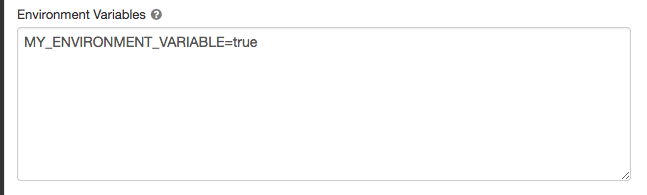 Environment Variables ?
MY_ENVIRONMENT_VARIABLE=true